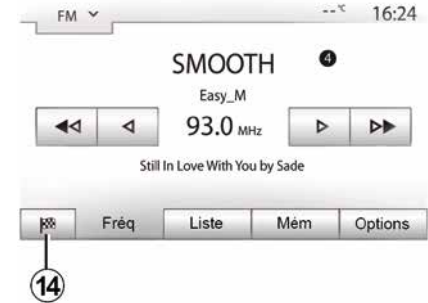 FM --°C 16:24
SMOOTH 4
Easy_M
93.0 MHz
Still In Love With You by Sade
Fréq Liste Mém Options
14